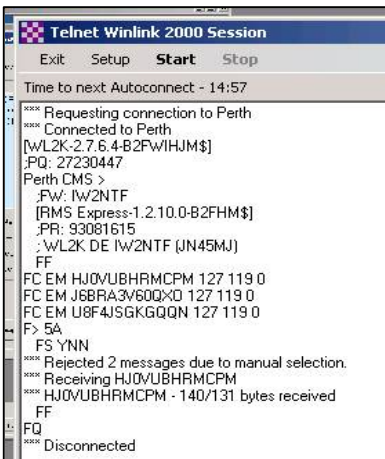 Telnet Winlink 2000 Session
Exit Setup Start Stop
Time to next Autoconnect - 14:57
*** Requesting connection to Perth
*** Connected to Perth
[WL2K-2.7.6.4-B2FWIHJM$]
;PQ: 27230447
Perth CMS >
;FW: IW2NTF
[RMS Express-1.2.10.0-B2FHM$]
;PR: 93081615
; WL2K DE IW2NTF (JN45MJ)
FF
FC EM HJ0VUBHRMCPM 127 119 0
FC EM J6BRA3V60QXO 127 119 0
FC EM U8F4JSGKGQQN 127 119 0
F> 5A
FS YNN
*** Rejected 2 messages due to manual selection.
*** Receiving HJ0VUBHRMCPM
*** HJ0VUBHRMCPM - 140/131 bytes received
FF
FQ
*** Disconnected